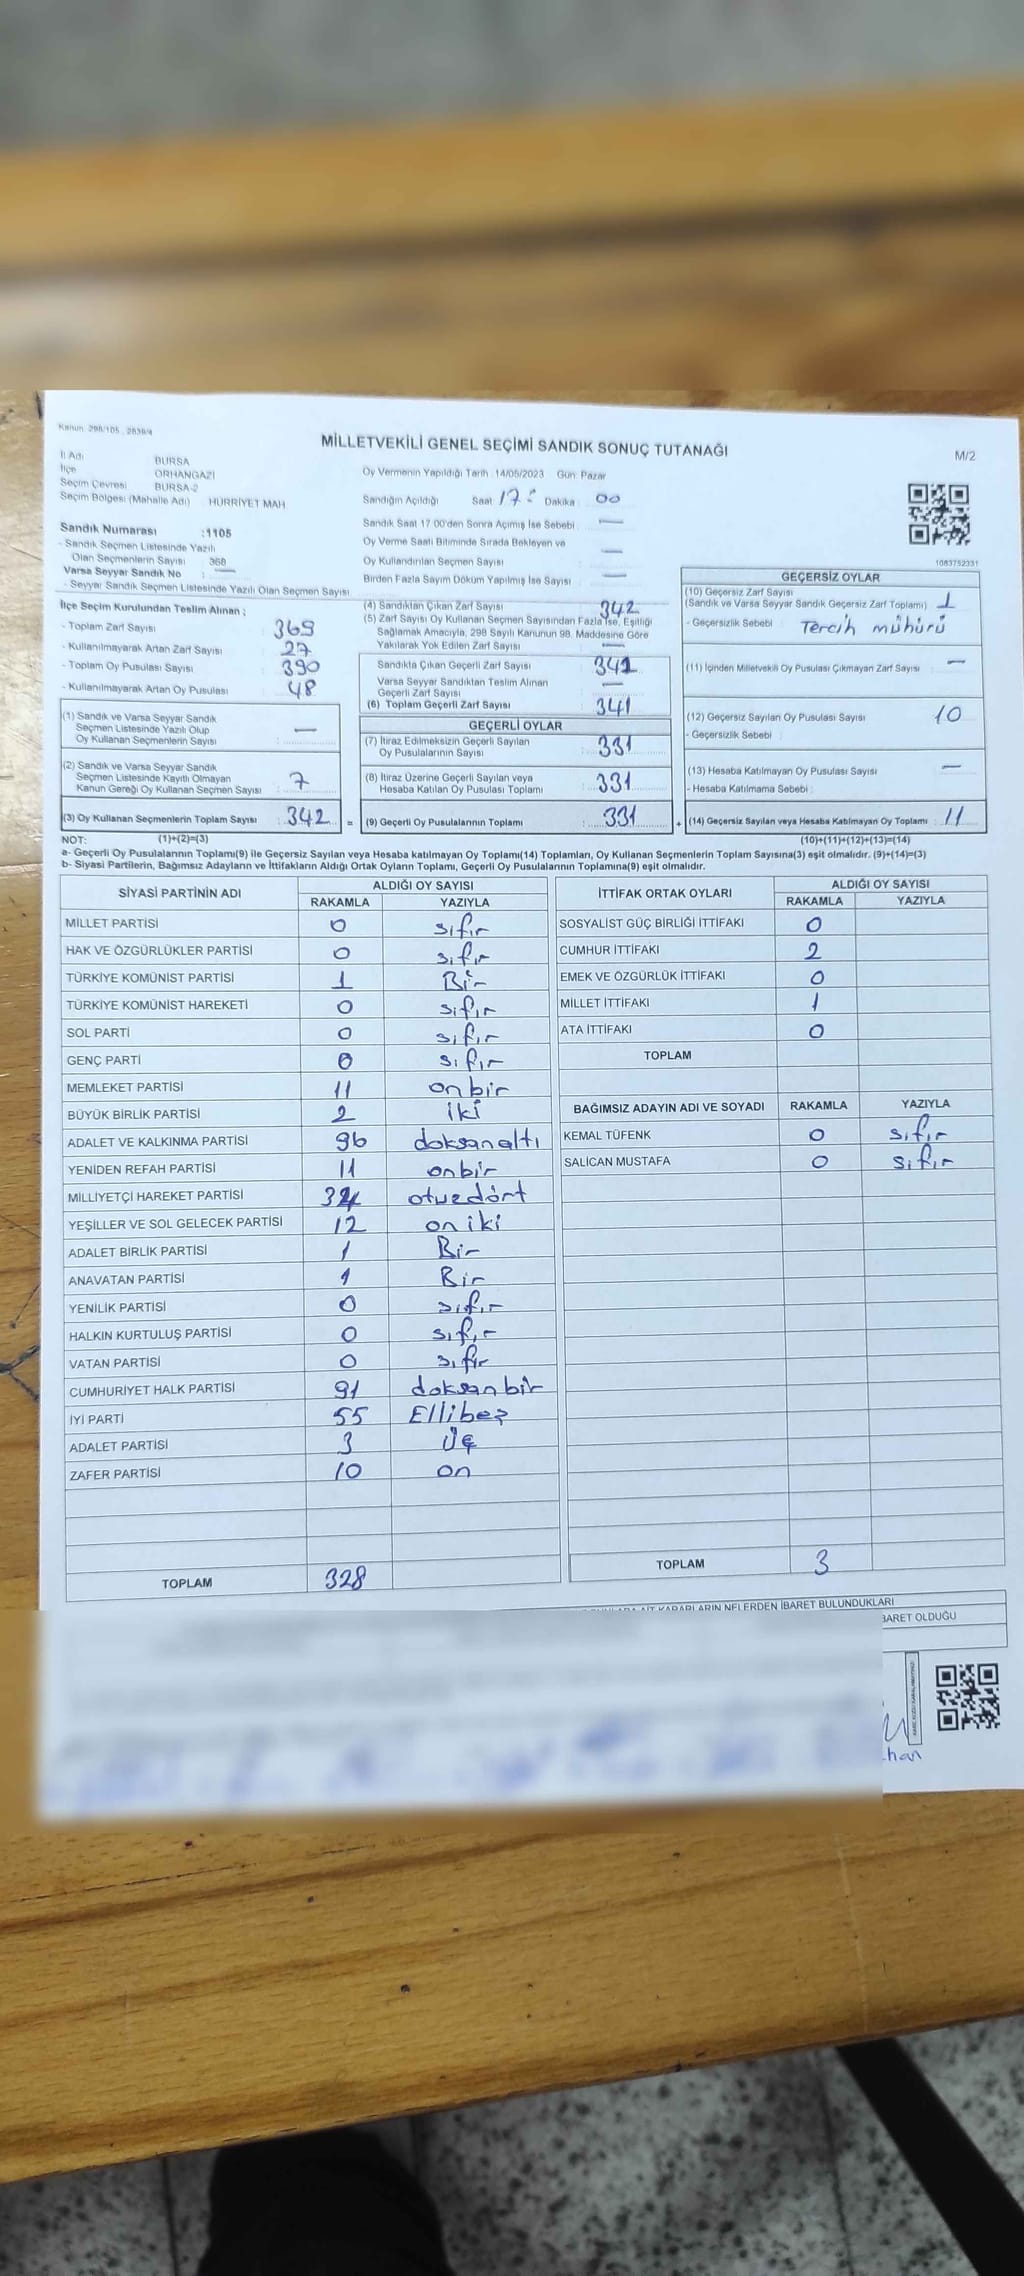 Kanun: 298/105 , 2839/4
MİLLETVEKİLİ GENEL SEÇİMİ SANDIK SONUÇ TUTANAĞI
M/2
İl Adı BURSA
İlçe ORHANGAZİ
Seçim Çevresi BURSA-2
Seçim Bölgesi (Mahalle Adı) : HÜRRİYET MAH
Oy Vermenin Yapıldığı Tarih : 14/05/2023 Gün: Pazar
Sandığın Açıldığı Saat 17 : Dakika 00
Sandık Saat 17:00'den Sonra Açımış İse Sebebi : —
Oy Verme Saati Bitiminde Sırada Bekleyen ve
Oy Kullandırılan Seçmen Sayısı : —
Birden Fazla Sayım Döküm Yapılmış İse Sayısı : —
1083752331
Sandık Numarası :1105
- Sandık Seçmen Listesinde Yazılı
Olan Seçmenlerin Sayısı : 368
Varsa Seyyar Sandık No : —
- Seyyar Sandık Seçmen Listesinde Yazılı Olan Seçmen Sayısı
İlçe Seçim Kurulundan Teslim Alınan ;
- Toplam Zarf Sayısı : 369
- Kullanılmayarak Artan Zarf Sayısı : 27
- Toplam Oy Pusulası Sayısı : 390
- Kullanılmayarak Artan Oy Pusulası : 48
(1) Sandık ve Varsa Seyyar Sandık
Seçmen Listesinde Yazılı Olup
Oy Kullanan Seçmenlerin Sayısı : —
(2) Sandık ve Varsa Seyyar Sandık
Seçmen Listesinde Kayıtlı Olmayan
Kanun Gereği Oy Kullanan Seçmen Sayısı : 7
(3) Oy Kullanan Seçmenlerin Toplam Sayısı : 342 =
(4) Sandıktan Çıkan Zarf Sayısı : 342
(5) Zarf Sayısı Oy Kullanan Seçmen Sayısından Fazla İse, Eşitliği
Sağlamak Amacıyla, 298 Sayılı Kanunun 98. Maddesine Göre
Yakılarak Yok Edilen Zarf Sayısı : —
Sandıkta Çıkan Geçerli Zarf Sayısı : 341
Varsa Seyyar Sandıktan Teslim Alınan
Geçerli Zarf Sayısı : —
(6) Toplam Geçerli Zarf Sayısı : 341
GEÇERLİ OYLAR
(7) İtiraz Edilmeksizin Geçerli Sayılan
Oy Pusulalarının Sayısı : 331
(8) İtiraz Üzerine Geçerli Sayılan veya
Hesaba Katılan Oy Pusulası Toplamı : 331
(9) Geçerli Oy Pusulalarının Toplamı : 331 +
GEÇERSİZ OYLAR
(10) Geçersiz Zarf Sayısı
(Sandık ve Varsa Seyyar Sandık Geçersiz Zarf Toplamı) : 1
- Geçersizlik Sebebi : Tercih mühürü
(11) İçinden Milletvekili Oy Pusulası Çıkmayan Zarf Sayısı : —
(12) Geçersiz Sayılan Oy Pusulası Sayısı : 10
- Geçersizlik Sebebi :
(13) Hesaba Katılmayan Oy Pusulası Sayısı : —
- Hesaba Katılmama Sebebi :
(14) Geçersiz Sayılan veya Hesaba Katılmayan Oy Toplamı : 11
NOT: (1)+(2)=(3) (10)+(11)+(12)+(13)=(14)
a- Geçerli Oy Pusulalarının Toplamı(9) ile Geçersiz Sayılan veya Hesaba katılmayan Oy Toplamı(14) Toplamları, Oy Kullanan Seçmenlerin Toplam Sayısına(3) eşit olmalıdır. (9)+(14)=(3)
b- Siyasi Partilerin, Bağımsız Adayların ve İttifakların Aldığı Ortak Oyların Toplamı, Geçerli Oy Pusulalarının Toplamına(9) eşit olmalıdır.
SİYASİ PARTİNİN ADI ALDIĞI OY SAYISI
RAKAMLA YAZIYLA
MİLLET PARTİSİ 0 sıfır
HAK VE ÖZGÜRLÜKLER PARTİSİ 0 sıfır
TÜRKİYE KOMÜNİST PARTİSİ 1 Bir
TÜRKİYE KOMÜNİST HAREKETİ 0 sıfır
SOL PARTİ 0 sıfır
GENÇ PARTİ 0 sıfır
MEMLEKET PARTİSİ 11 onbir
BÜYÜK BİRLİK PARTİSİ 2 iki
ADALET VE KALKINMA PARTİSİ 96 doksanaltı
YENİDEN REFAH PARTİSİ 11 onbir
MİLLİYETÇİ HAREKET PARTİSİ 34 otuzdört
YEŞİLLER VE SOL GELECEK PARTİSİ 12 oniki
ADALET BİRLİK PARTİSİ 1 Bir
ANAVATAN PARTİSİ 1 Bir
YENİLİK PARTİSİ 0 sıfır
HALKIN KURTULUŞ PARTİSİ 0 sıfır
VATAN PARTİSİ 0 sıfır
CUMHURİYET HALK PARTİSİ 91 doksanbir
İYİ PARTİ 55 Ellibeş
ADALET PARTİSİ 3 üç
ZAFER PARTİSİ 10 on
TOPLAM 328
İTTİFAK ORTAK OYLARI ALDIĞI OY SAYISI
RAKAMLA YAZIYLA
SOSYALİST GÜÇ BİRLİĞİ İTTİFAKI 0
CUMHUR İTTİFAKI 2
EMEK VE ÖZGÜRLÜK İTTİFAKI 0
MİLLET İTTİFAKI 1
ATA İTTİFAKI 0
TOPLAM
BAĞIMSIZ ADAYIN ADI VE SOYADI RAKAMLA YAZIYLA
KEMAL TÜFENK 0 sıfır
SALİCAN MUSTAFA 0 sıfır
TOPLAM 3
KARARLARIN NELERDEN İBARET BULUNDUKLARI
BARET OLDUĞU
han